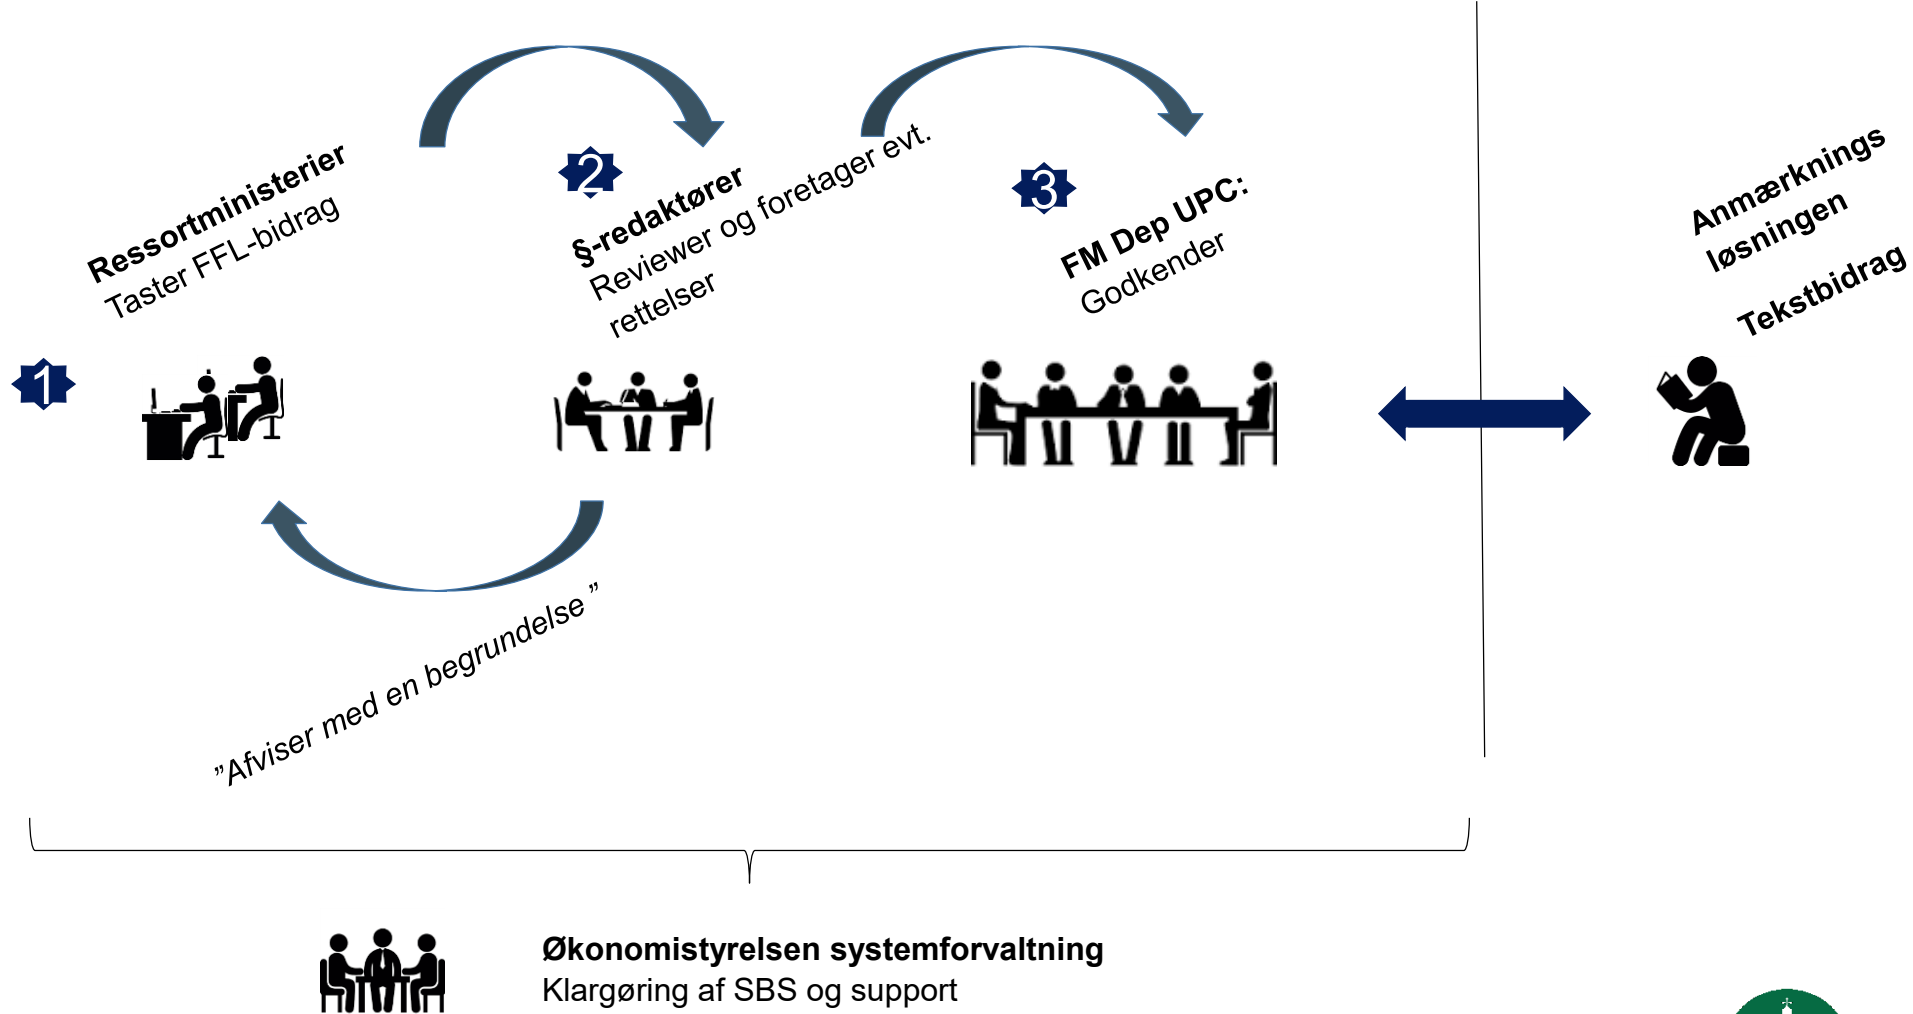 1
Ressortministerier
Taster FFL-bidrag
2
§-redaktører
Reviewer og foretager evt.
rettelser
3
FM Dep UPC:
Godkender
Anmærknings
løsningen
Tekstbidrag
”Afviser med en begrundelse”
Økonomistyrelsen systemforvaltning
Klargøring af SBS og support